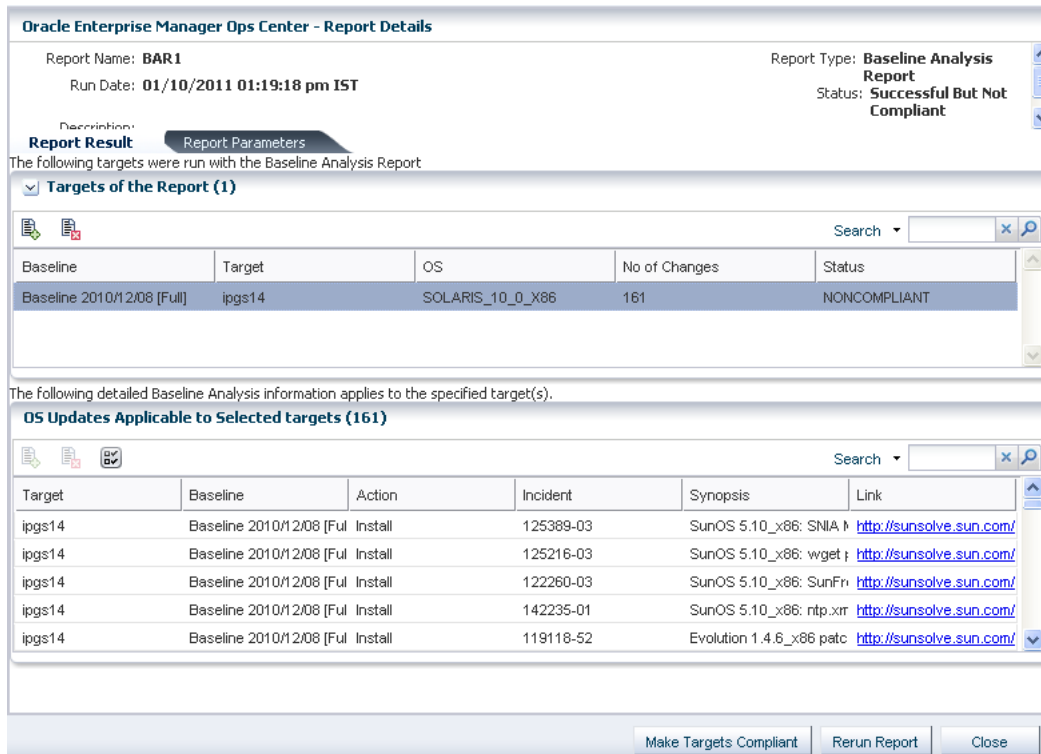 Oracle Enterprise Manager Ops Center - Report Details
Report Name: BAR1
Report Type: Baseline Analysis Report
Run Date: 01/10/2011 01:19:18 pm IST
Status: Successful But Not Compliant
Description:
Report Result Report Parameters
The following targets were run with the Baseline Analysis Report
Targets of the Report (1)
Search
Baseline Target OS No of Changes Status
Baseline 2010/12/08 [Full] ipgs14 SOLARIS_10_0_X86 161 NONCOMPLIANT
The following detailed Baseline Analysis information applies to the specified target(s).
OS Updates Applicable to Selected targets (161)
Search
Target Baseline Action Incident Synopsis Link
ipgs14 Baseline 2010/12/08 [Ful Install 125389-03 SunOS 5.10_x86: SNIA http://sunsolve.sun.com/
ipgs14 Baseline 2010/12/08 [Ful Install 125216-03 SunOS 5.10_x86: wget http://sunsolve.sun.com/
ipgs14 Baseline 2010/12/08 [Ful Install 122260-03 SunOS 5.10_x86: SunFr http://sunsolve.sun.com/
ipgs14 Baseline 2010/12/08 [Ful Install 142235-01 SunOS 5.10_x86: ntp.xm http://sunsolve.sun.com/
ipgs14 Baseline 2010/12/08 [Ful Install 119118-52 Evolution 1.4.6_x86 patc http://sunsolve.sun.com/
Make Targets Compliant Rerun Report Close